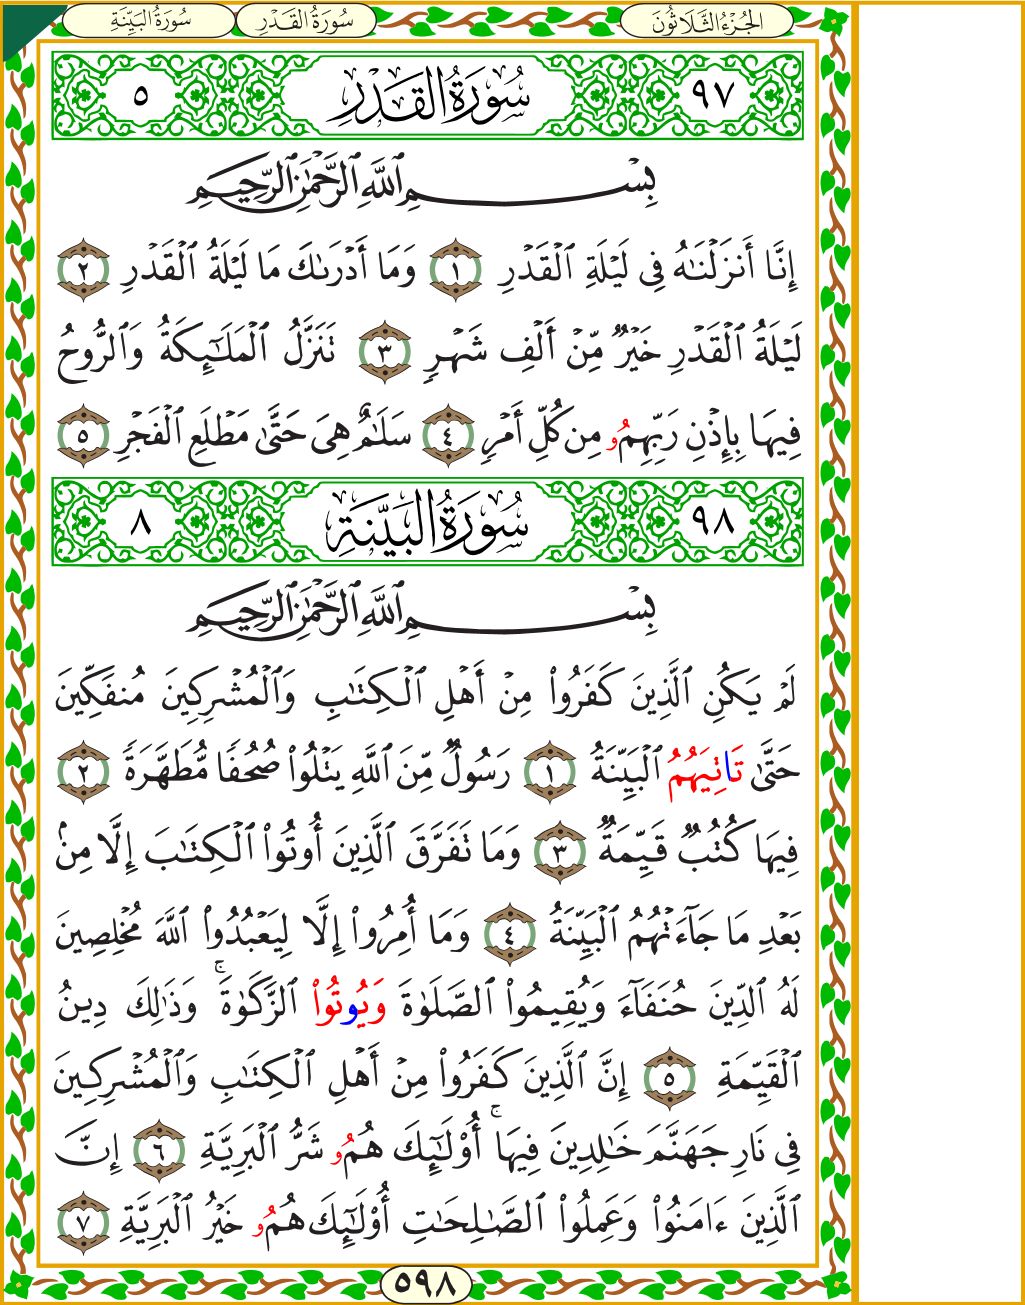 الجُزْءُ الثَّلَاثُونَ سُورَةُ القَدْرِ سُورَةُ البَيِّنَةِ
٩٧ سُورَةُ القَدْرِ ٥
بِسْمِ ٱللَّهِ ٱلرَّحْمَٰنِ ٱلرَّحِيمِ
إِنَّا أَنزَلْنَٰهُ فِى لَيْلَةِ ٱلْقَدْرِ ١ وَمَا أَدْرَىٰكَ مَا لَيْلَةُ ٱلْقَدْرِ ٢
لَيْلَةُ ٱلْقَدْرِ خَيْرٌ مِّنْ أَلْفِ شَهْرٍ ٣ تَنَزَّلُ ٱلْمَلَٰٓئِكَةُ وَٱلرُّوحُ
فِيهَا بِإِذْنِ رَبِّهِمُۥ مِن كُلِّ أَمْرٍ ٤ سَلَٰمٌ هِىَ حَتَّىٰ مَطْلَعِ ٱلْفَجْرِ ٥
٩٨ سُورَةُ البَيِّنَةِ ٨
بِسْمِ ٱللَّهِ ٱلرَّحْمَٰنِ ٱلرَّحِيمِ
لَمْ يَكُنِ ٱلَّذِينَ كَفَرُوا۟ مِنْ أَهْلِ ٱلْكِتَٰبِ وَٱلْمُشْرِكِينَ مُنفَكِّينَ
حَتَّىٰ تَاتِيَهُمُ ٱلْبَيِّنَةُ ١ رَسُولٌ مِّنَ ٱللَّهِ يَتْلُوا۟ صُحُفًا مُّطَهَّرَةً ٢
فِيهَا كُتُبٌ قَيِّمَةٌ ٣ وَمَا تَفَرَّقَ ٱلَّذِينَ أُوتُوا۟ ٱلْكِتَٰبَ إِلَّا مِنۢ
بَعْدِ مَا جَآءَتْهُمُ ٱلْبَيِّنَةُ ٤ وَمَا أُمِرُوا۟ إِلَّا لِيَعْبُدُوا۟ ٱللَّهَ مُخْلِصِينَ
لَهُ ٱلدِّينَ حُنَفَآءَ وَيُقِيمُوا۟ ٱلصَّلَوٰةَ وَيُوتُوا۟ ٱلزَّكَوٰةَ ۚ وَذَٰلِكَ دِينُ
ٱلْقَيِّمَةِ ٥ إِنَّ ٱلَّذِينَ كَفَرُوا۟ مِنْ أَهْلِ ٱلْكِتَٰبِ وَٱلْمُشْرِكِينَ
فِى نَارِ جَهَنَّمَ خَٰلِدِينَ فِيهَا ۚ أُو۟لَٰٓئِكَ هُمُۥ شَرُّ ٱلْبَرِيَّةِ ٦ إِنَّ
ٱلَّذِينَ ءَامَنُوا۟ وَعَمِلُوا۟ ٱلصَّٰلِحَٰتِ أُو۟لَٰٓئِكَ هُمُۥ خَيْرُ ٱلْبَرِيَّةِ ٧
٥٩٨